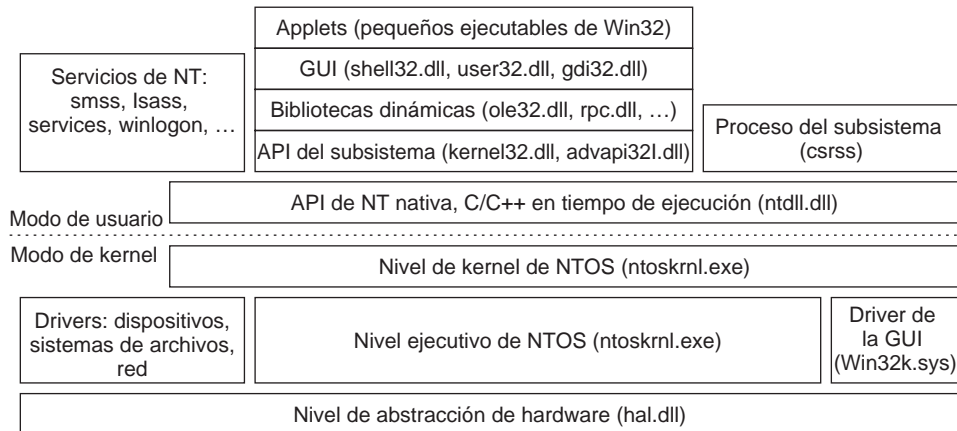 Applets (pequeños ejecutables de Win32)
Servicios de NT:
smss, lsass,
services, winlogon, …
GUI (shell32.dll, user32.dll, gdi32.dll)
Bibliotecas dinámicas (ole32.dll, rpc.dll, …)
API del subsistema (kernel32.dll, advapi32l.dll)
Proceso del subsistema
(csrss)
API de NT nativa, C/C++ en tiempo de ejecución (ntdll.dll)
Modo de usuario
Modo de kernel
Nivel de kernel de NTOS (ntoskrnl.exe)
Drivers: dispositivos,
sistemas de archivos,
red
Nivel ejecutivo de NTOS (ntoskrnl.exe)
Driver de
la GUI
(Win32k.sys)
Nivel de abstracción de hardware (hal.dll)